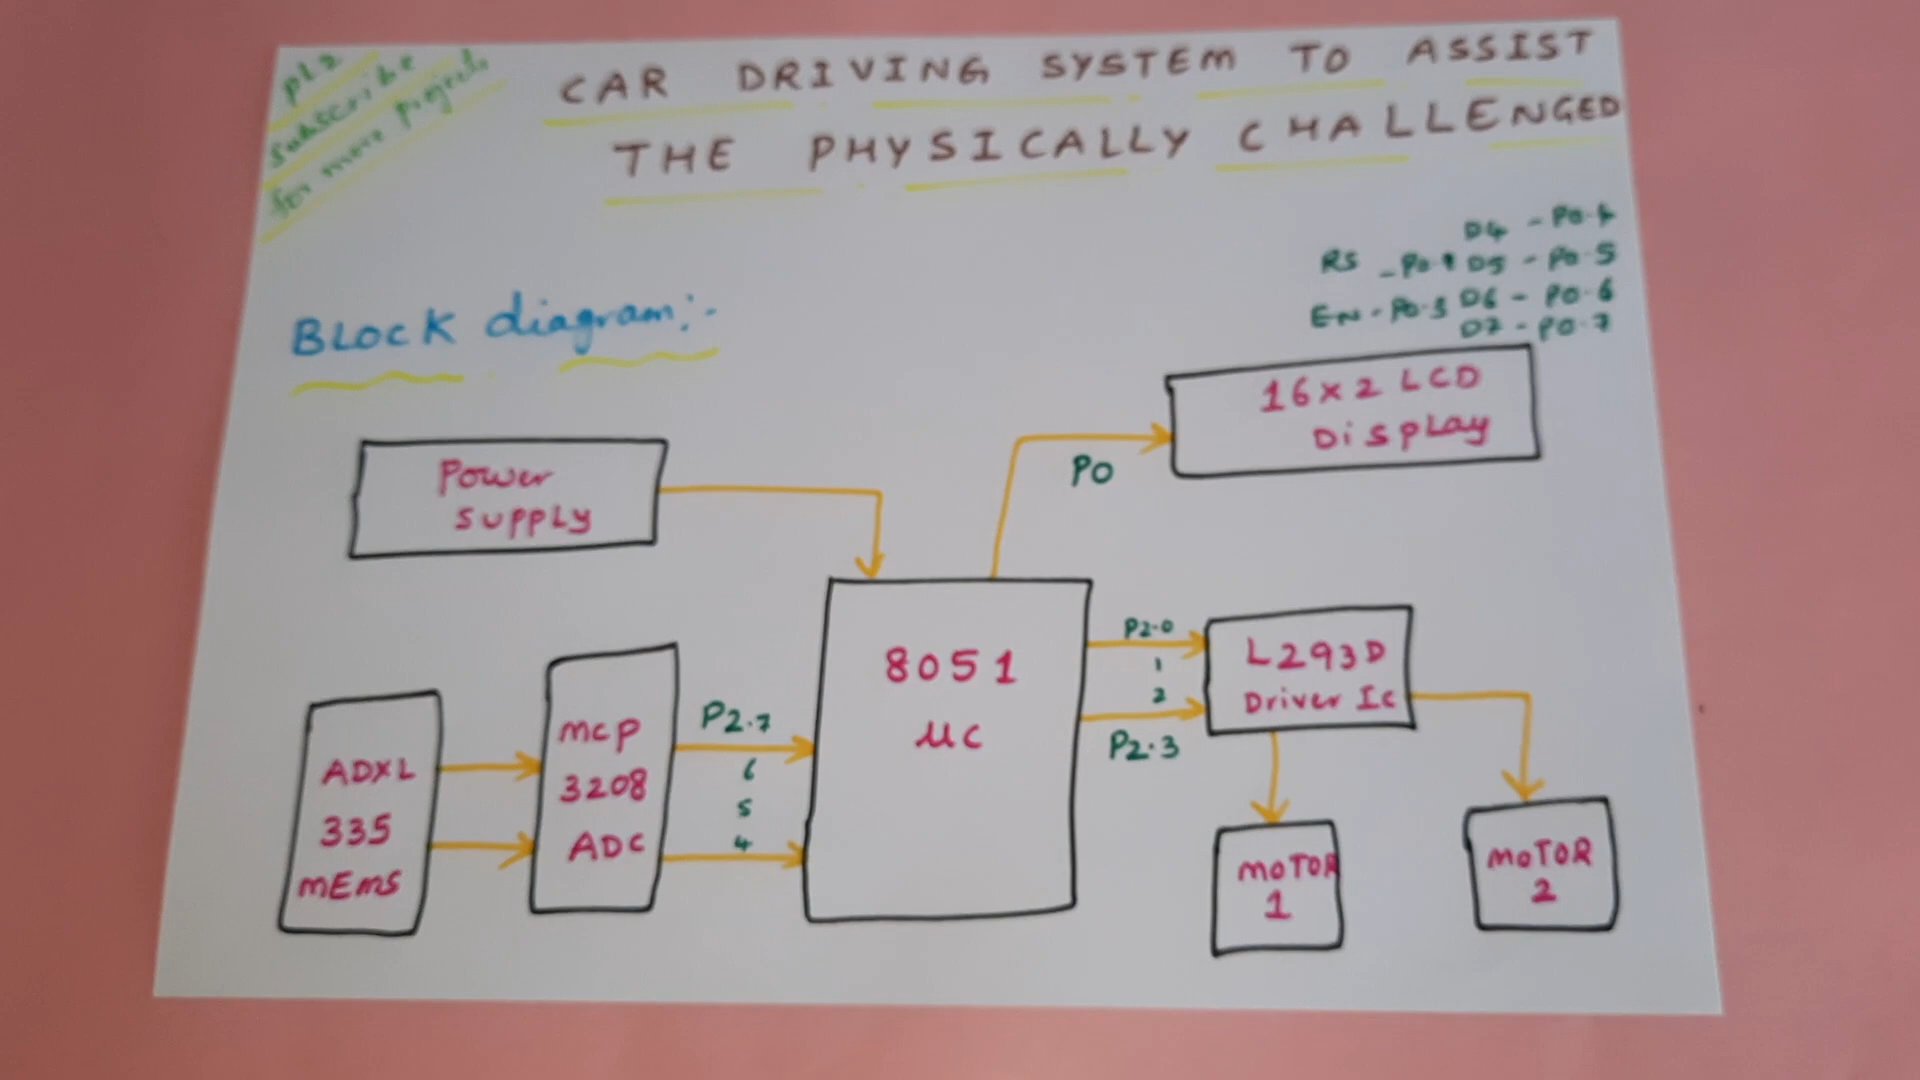 plz
subscribe
for more projects
CAR DRIVING SYSTEM TO ASSIST
THE PHYSICALLY CHALLENGED
D4 - P0.4
RS - P0.1 D5 - P0.5
EN - P0.3 D6 - P0.6
D7 - P0.7
BLOCK diagram:-
16x2 LCD
Display
Power
supply
P0
8051
µc
P2.0
1
2
P2.3
L293D
Driver Ic
mcp
3208
ADC
P2.7
6
5
4
ADXL
335
mEms
moTOR
1
moTOR
2